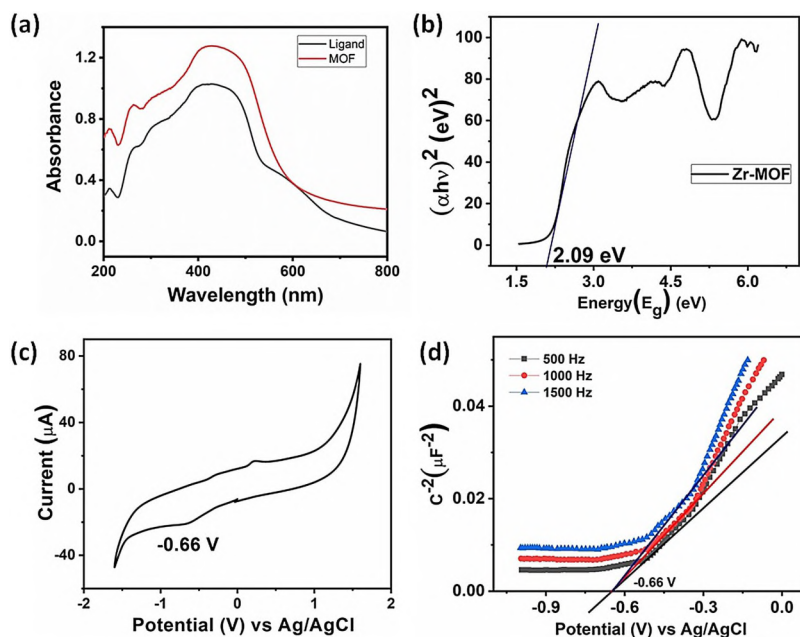 (a)
Ligand
MOF
1.2
0.8
0.4
0.0
Absorbance
200
400
600
800
Wavelength (nm)
(b)
100
80
60
40
20
0
(αhν)² (eV)²
Zr-MOF
2.09 eV
1.5
3.0
4.5
6.0
Energy(Eg) (eV)
(c)
80
40
0
-40
Current (μA)
-0.66 V
-2
-1
0
1
2
Potential (V) vs Ag/AgCl
(d)
500 Hz
1000 Hz
1500 Hz
0.04
0.02
0.00
C⁻²(μF⁻²)
-0.66 V
-0.9
-0.6
-0.3
0.0
Potential (V) vs Ag/AgCl